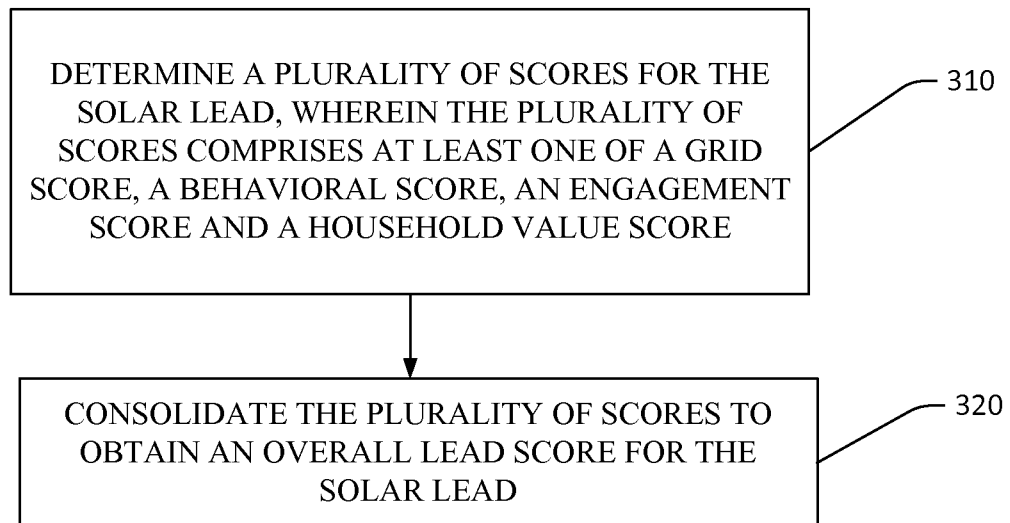 DETERMINE A PLURALITY OF SCORES FOR THE
SOLAR LEAD, WHEREIN THE PLURALITY OF
SCORES COMPRISES AT LEAST ONE OF A GRID
SCORE, A BEHAVIORAL SCORE, AN ENGAGEMENT
SCORE AND A HOUSEHOLD VALUE SCORE
310
CONSOLIDATE THE PLURALITY OF SCORES TO
OBTAIN AN OVERALL LEAD SCORE FOR THE
SOLAR LEAD
320